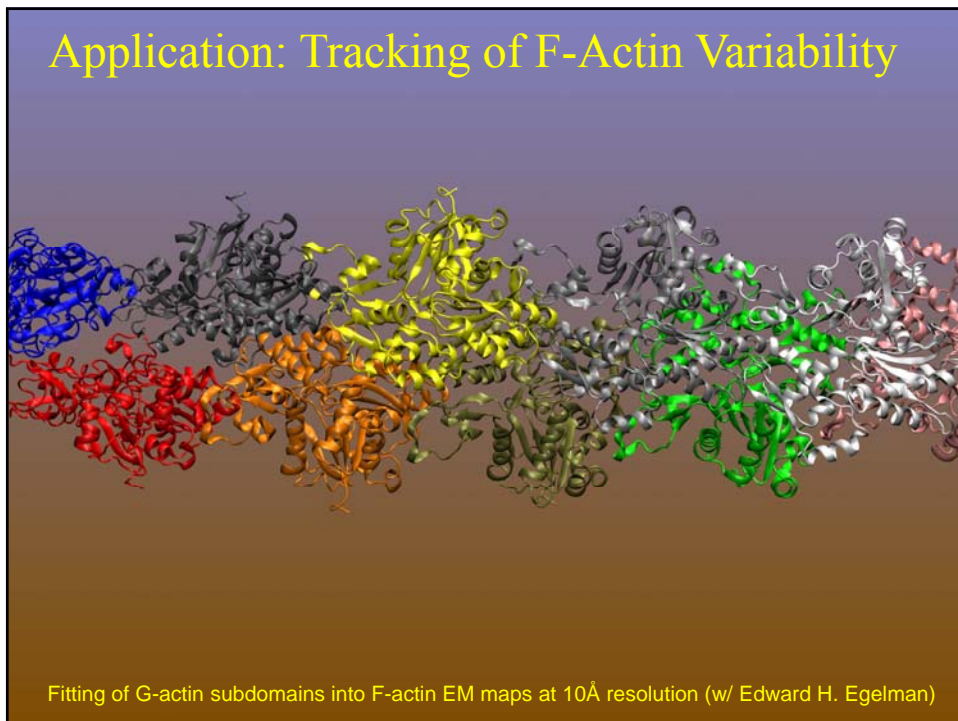 Application: Tracking of F-Actin Variability
Fitting of G-actin subdomains into F-actin EM maps at 10Å resolution (w/ Edward H. Egelman)